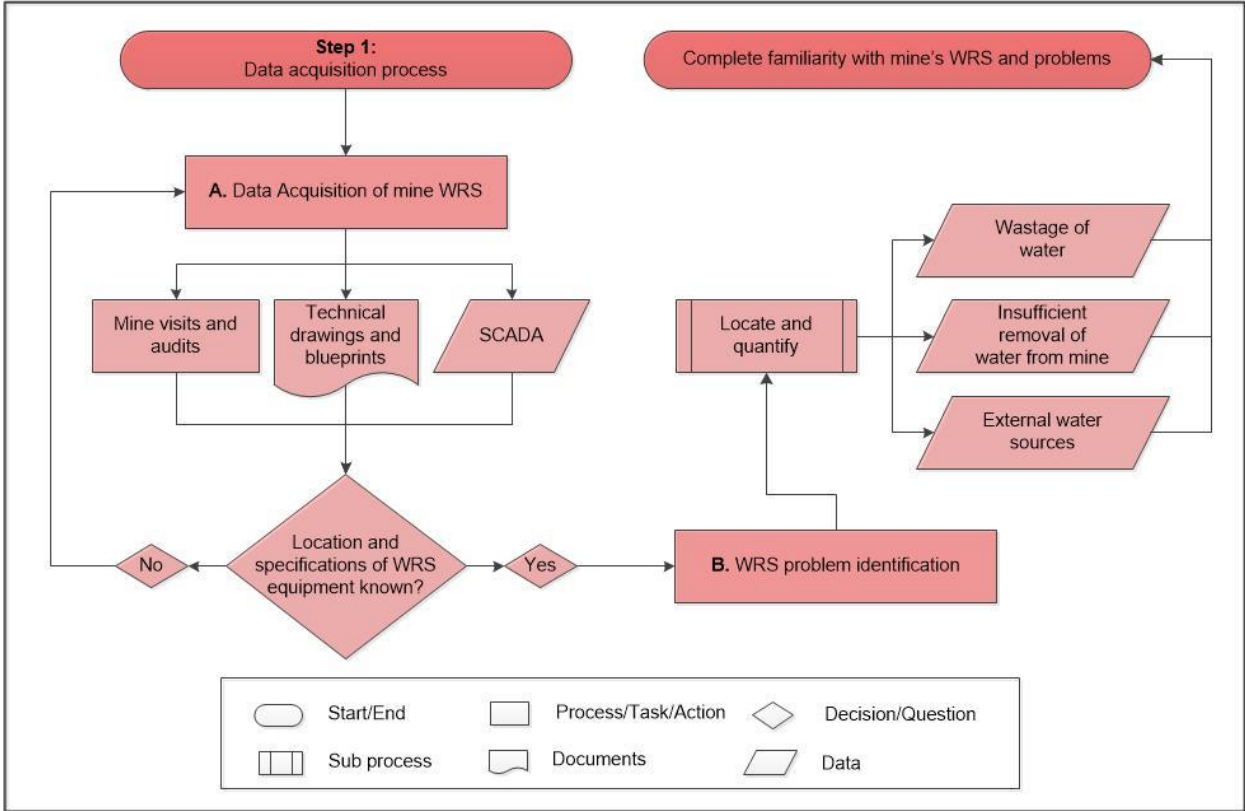 Step 1:
Data acquisition process
Complete familiarity with mine's WRS and problems
A. Data Acquisition of mine WRS
Mine visits and
audits
Technical
drawings and
blueprints
SCADA
Location and
specifications of WRS
equipment known?
No
Yes
B. WRS problem identification
Locate and
quantify
Wastage of
water
Insufficient
removal of
water from mine
External water
sources
Start/End
Process/Task/Action
Decision/Question
Sub process
Documents
Data